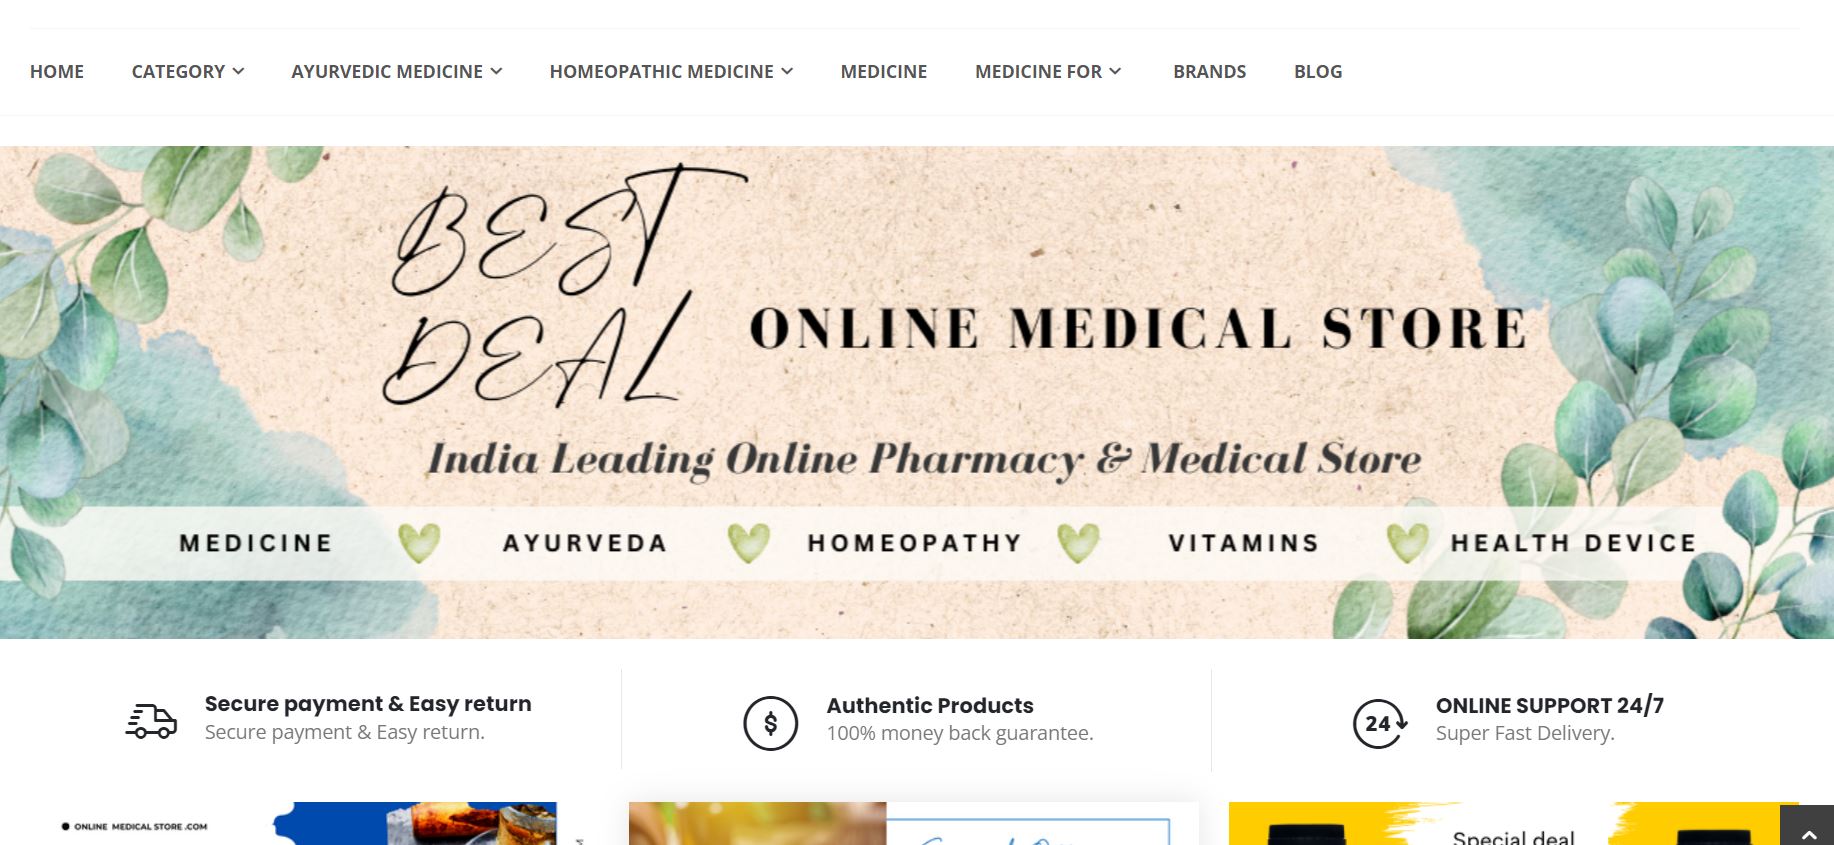 HOME CATEGORY AYURVEDIC MEDICINE HOMEOPATHIC MEDICINE MEDICINE MEDICINE FOR BRANDS BLOG
BEST
DEAL
ONLINE MEDICAL STORE
India Leading Online Pharmacy & Medical Store
MEDICINE AYURVEDA HOMEOPATHY VITAMINS HEALTH DEVICE
Secure payment & Easy return
Secure payment & Easy return.
$
Authentic Products
100% money back guarantee.
24
ONLINE SUPPORT 24/7
Super Fast Delivery.
ONLINE MEDICAL STORE .COM
Special deal